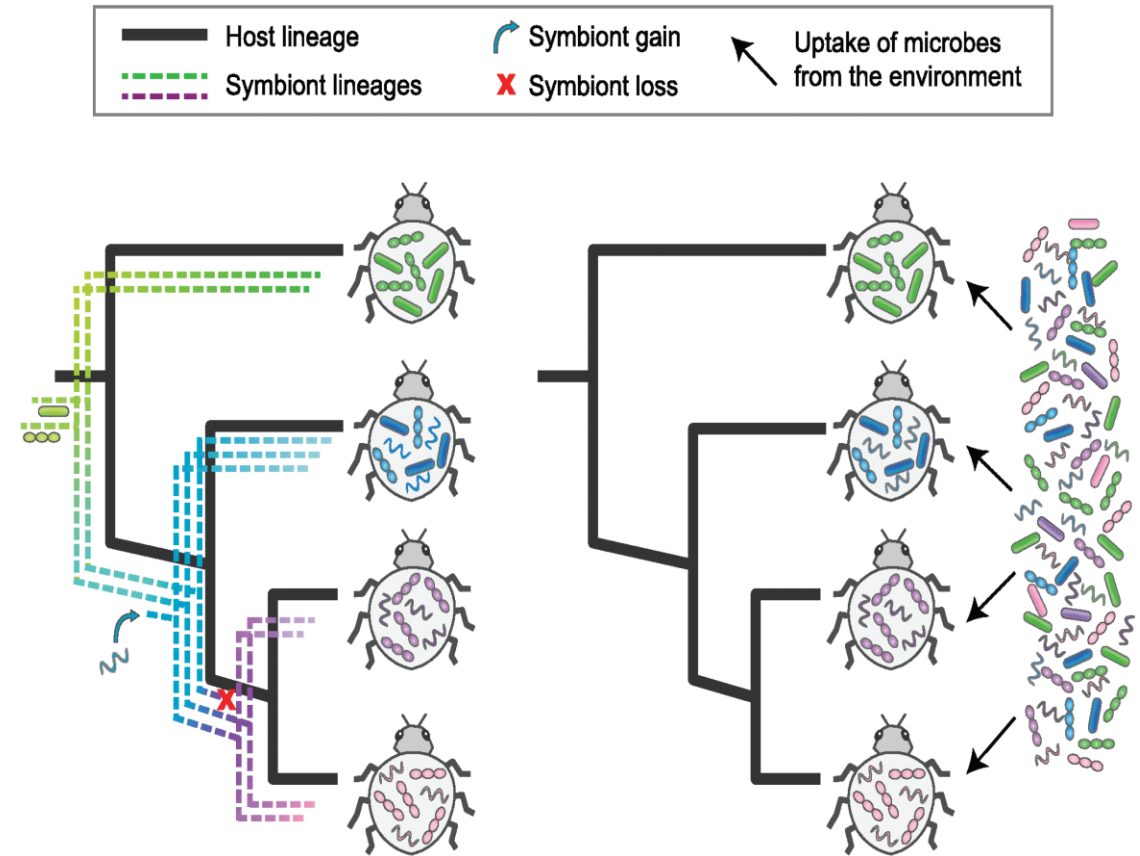 Host lineage
Symbiont lineages
Symbiont gain
X Symbiont loss
Uptake of microbes
from the environment
X